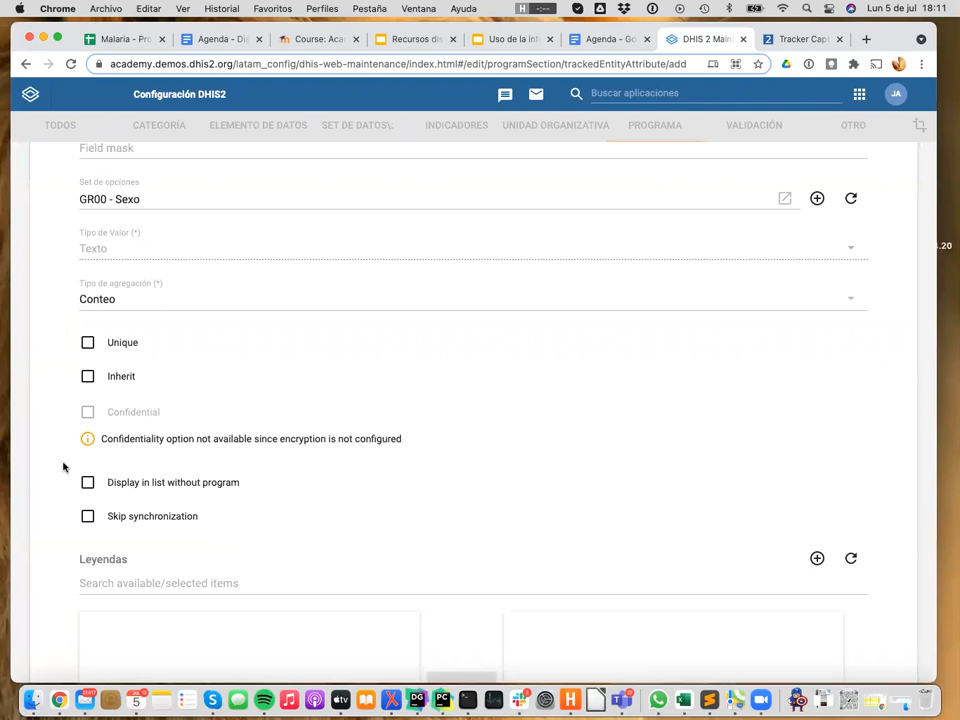 Chrome Archivo Editar Ver Historial Favoritos Perfiles Pestaña Ventana Ayuda H Lun 5 de jul 18:11
Malaria - Pro Agenda - Di Course: Aca Recursos di Uso de la in Agenda - Go DHIS 2 Main Tracker Capt
academy.demos.dhis2.org/latam_config/dhis-web-maintenance/index.html#/edit/programSection/trackedEntityAttribute/add
Configuración DHIS2 Buscar aplicaciones JA
TODOS CATEGORÍA ELEMENTO DE DATOS SET DE DATOS\; INDICADORES UNIDAD ORGANIZATIVA PROGRAMA VALIDACIÓN OTRO
Field mask
Set de opciones
GR00 - Sexo
Tipo de Valor (*)
Texto
3.20
Tipo de agregación (*)
Conteo
Unique
Inherit
Confidential
Confidentiality option not available since encryption is not configured
Display in list without program
Skip synchronization
Leyendas
Search available/selected items